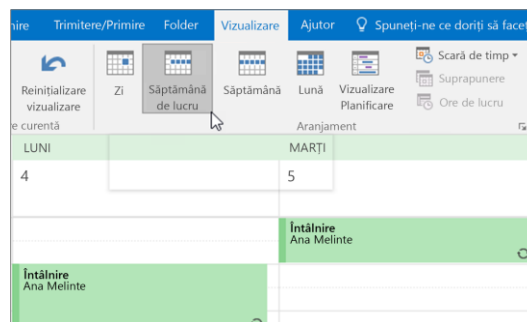 nire Trimitere/Primire Folder Vizualizare Ajutor Spuneți-ne ce doriți să faceț
Reinițializare vizualizare
Zi
Săptămână de lucru
Săptămână
Lună
Vizualizare Planificare
Scară de timp
Suprapunere
Ore de lucru
e curentă Aranjament
LUNI MARȚI
4 5
Întâlnire
Ana Melinte
Întâlnire
Ana Melinte